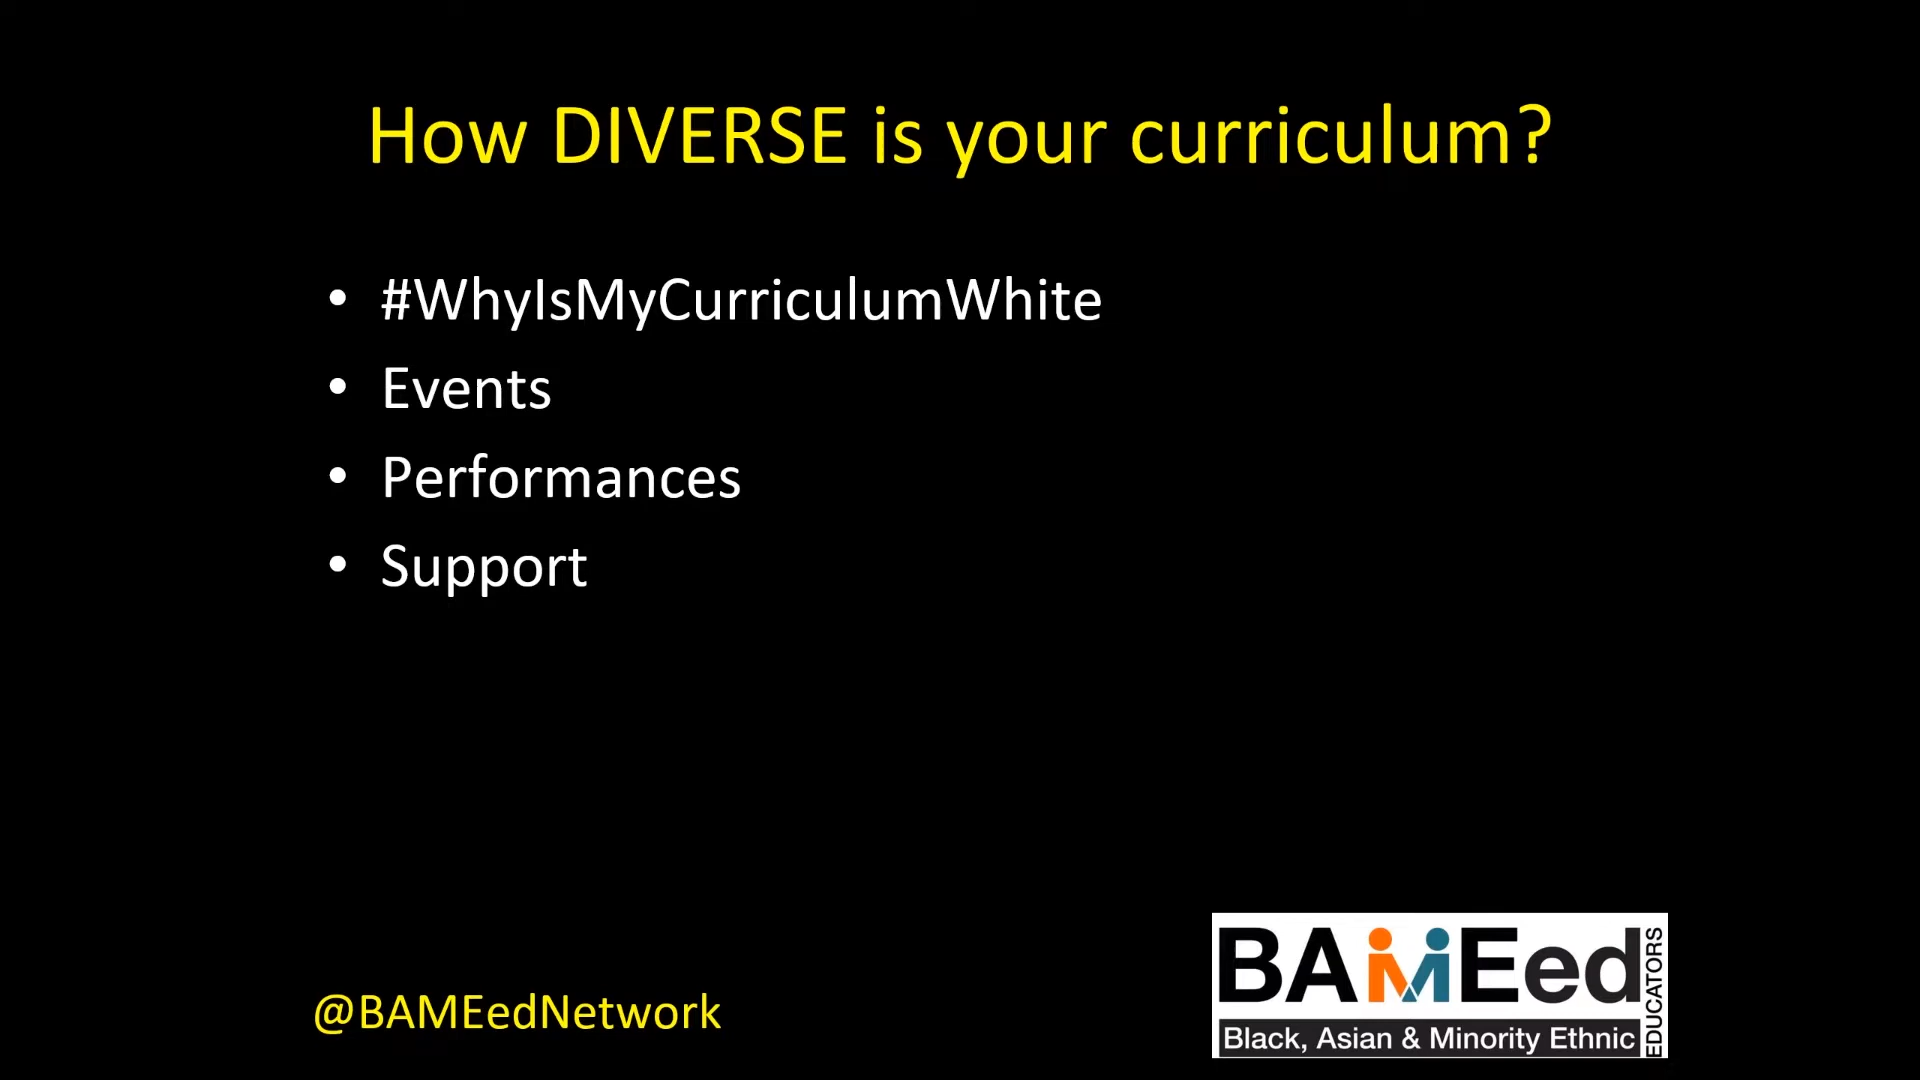 How DIVERSE is your curriculum?
• #WhyIsMyCurriculumWhite
• Events
• Performances
• Support
@BAMEedNetwork
BAMEed
EDUCATORS
Black, Asian & Minority Ethnic